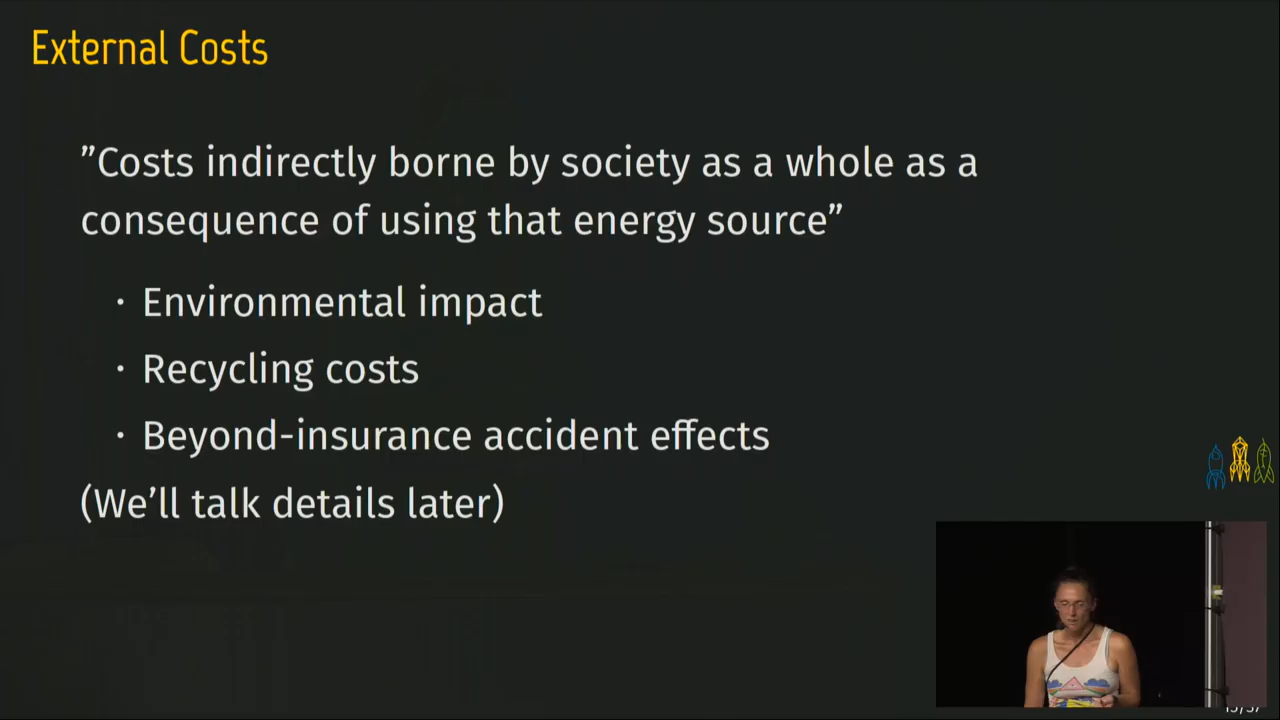 External Costs
”Costs indirectly borne by society as a whole as a
consequence of using that energy source”
· Environmental impact
· Recycling costs
· Beyond-insurance accident effects
(We’ll talk details later)